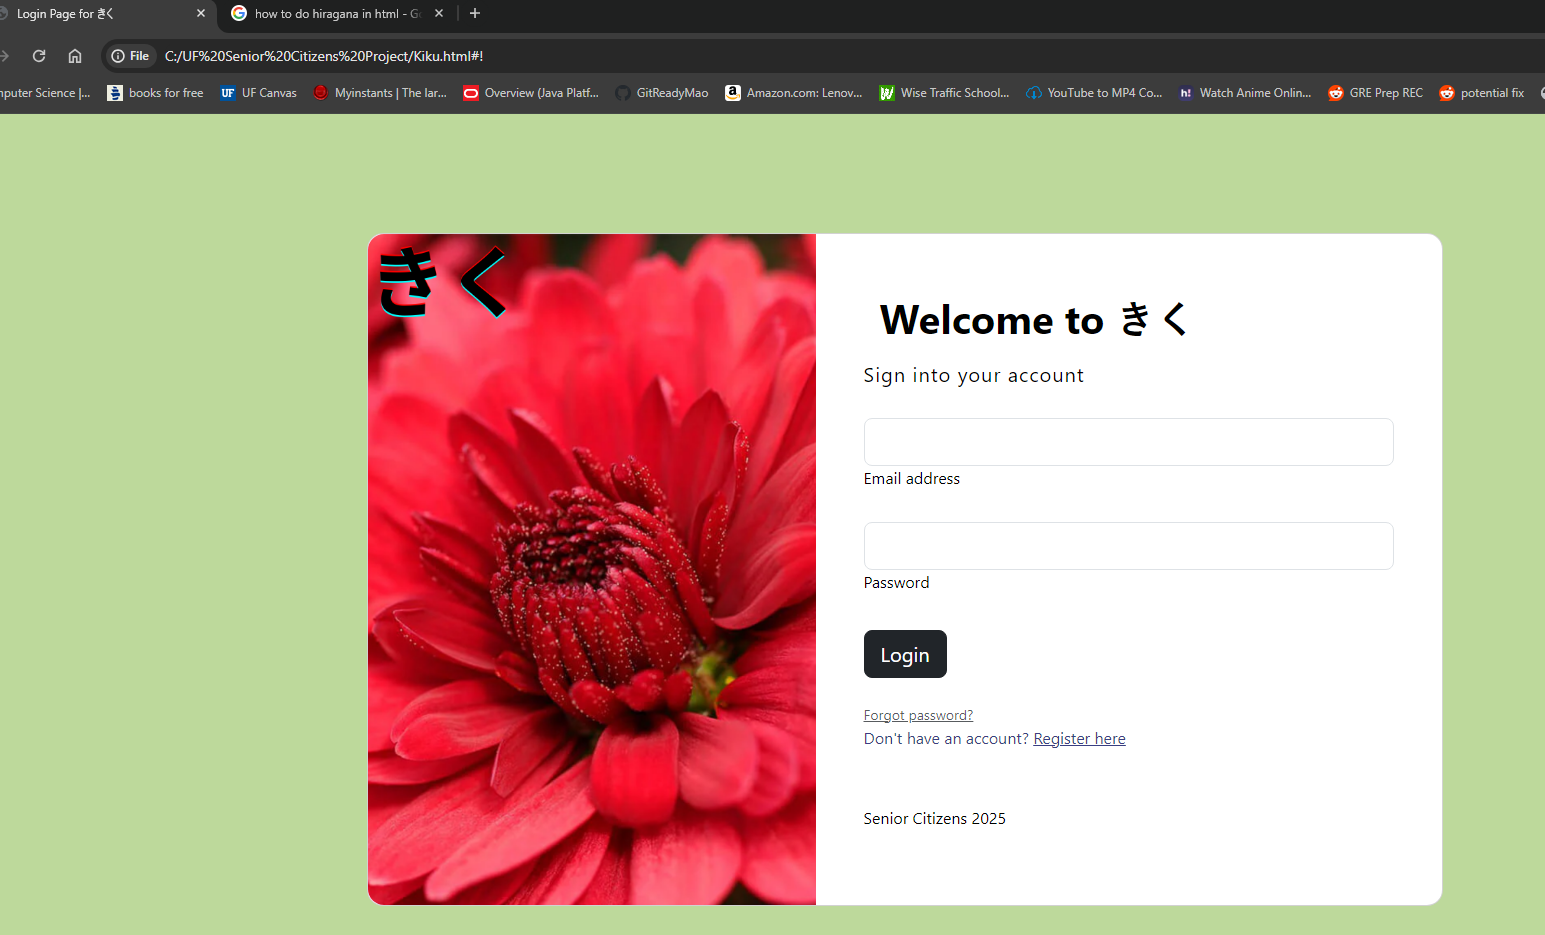 Login Page for きく
how to do hiragana in html - Go
File C:/UF%20Senior%20Citizens%20Project/Kiku.html#!
mputer Science |... books for free UF Canvas Myinstants | The lar... Overview (Java Platf... GitReadyMao Amazon.com: Lenov... Wise Traffic School... YouTube to MP4 Co... Watch Anime Onlin... GRE Prep REC potential fix
きく
Welcome to きく
Sign into your account
Email address
Password
Login
Forgot password?
Don't have an account? Register here
Senior Citizens 2025